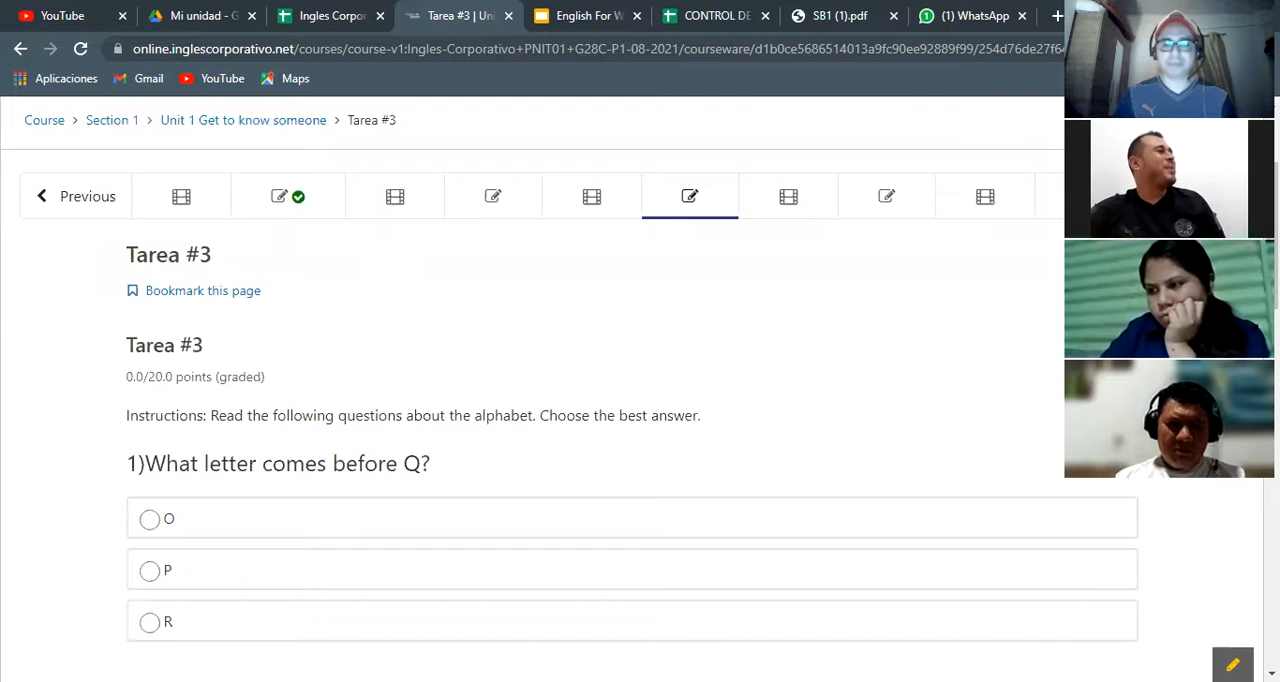 YouTube
Mi unidad - G
Ingles Corpo
Tarea #3 | Uni
English For W
CONTROL DE
SB1 (1).pdf
(1) WhatsApp
online.inglescorporativo.net/courses/course-v1:Ingles-Corporativo+PNIT01+G28C-P1-08-2021/courseware/d1b0ce5686514013a9fc90ee92889f99/254d76de27f64
Aplicaciones
Gmail
YouTube
Maps
Course > Section 1 > Unit 1 Get to know someone > Tarea #3
Previous
Tarea #3
Bookmark this page
Tarea #3
0.0/20.0 points (graded)
Instructions: Read the following questions about the alphabet. Choose the best answer.
1)What letter comes before Q?
O
P
R